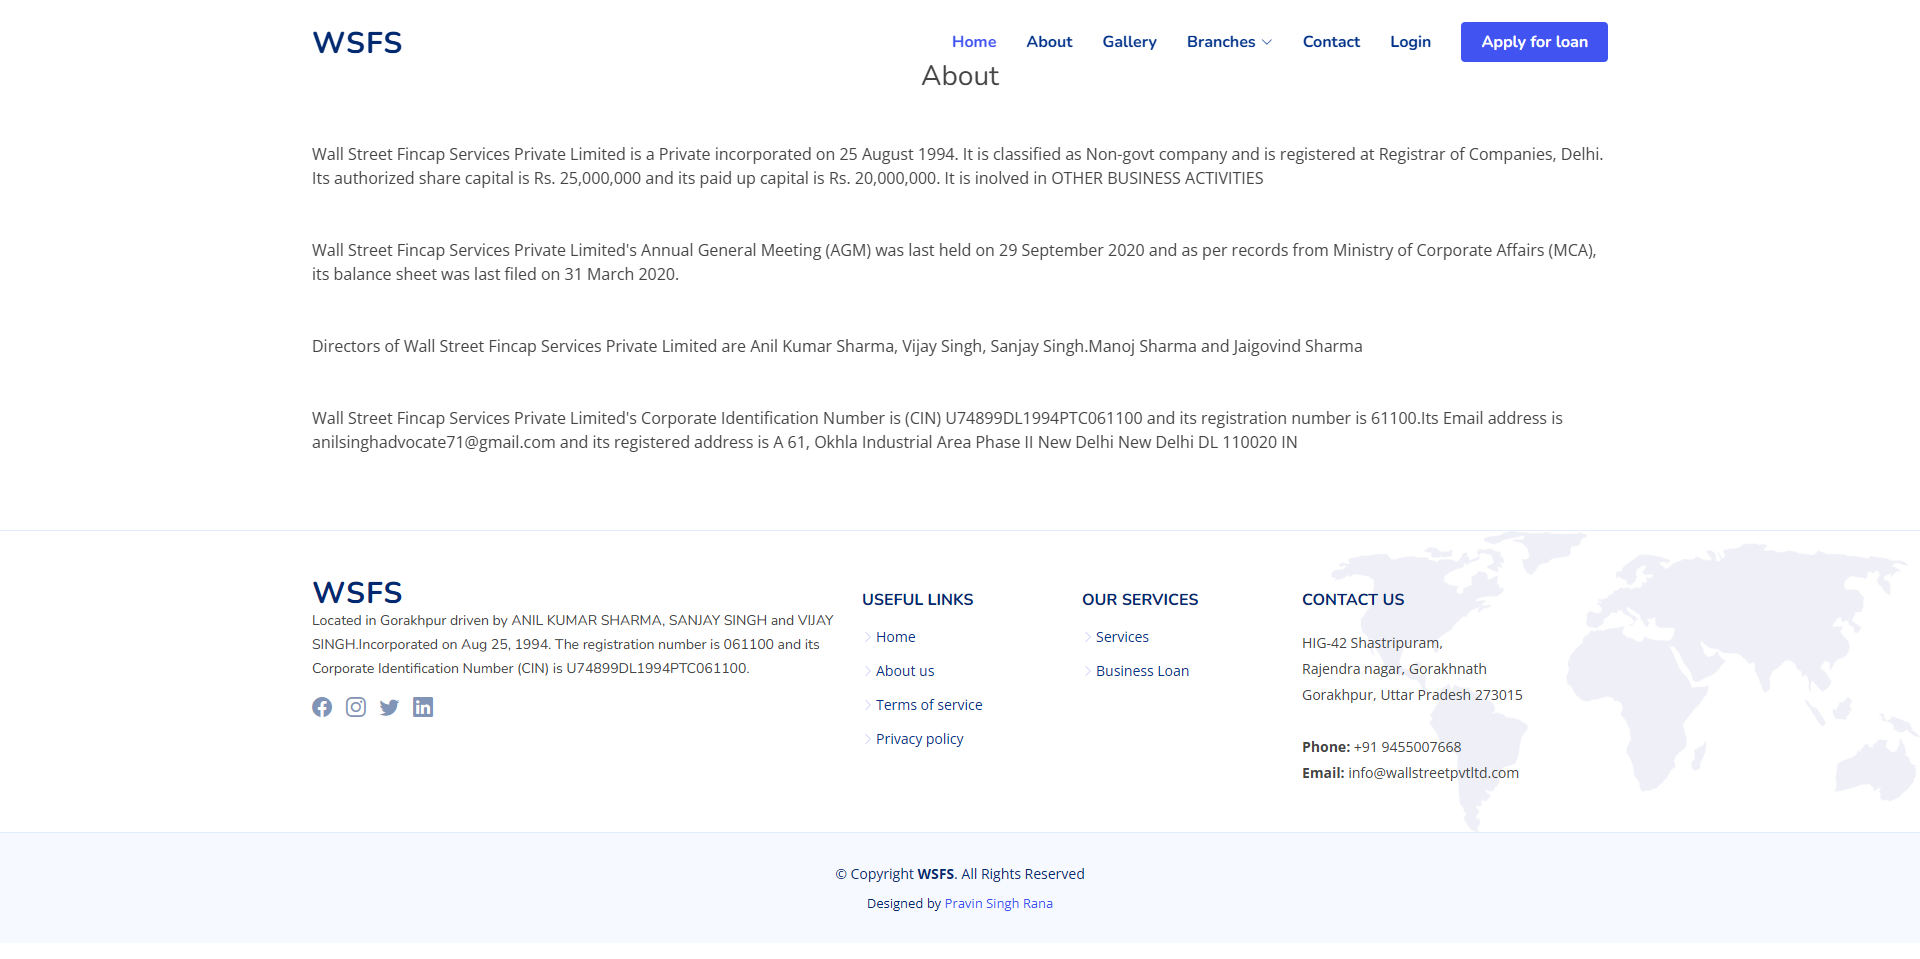 WSFS
Home About Gallery Branches Contact Login Apply for loan
About
Wall Street Fincap Services Private Limited is a Private incorporated on 25 August 1994. It is classified as Non-govt company and is registered at Registrar of Companies, Delhi.
Its authorized share capital is Rs. 25,000,000 and its paid up capital is Rs. 20,000,000. It is inolved in OTHER BUSINESS ACTIVITIES
Wall Street Fincap Services Private Limited's Annual General Meeting (AGM) was last held on 29 September 2020 and as per records from Ministry of Corporate Affairs (MCA),
its balance sheet was last filed on 31 March 2020.
Directors of Wall Street Fincap Services Private Limited are Anil Kumar Sharma, Vijay Singh, Sanjay Singh.Manoj Sharma and Jaigovind Sharma
Wall Street Fincap Services Private Limited's Corporate Identification Number is (CIN) U74899DL1994PTC061100 and its registration number is 61100.Its Email address is
anilsinghadvocate71@gmail.com and its registered address is A 61, Okhla Industrial Area Phase II New Delhi New Delhi DL 110020 IN
WSFS
Located in Gorakhpur driven by ANIL KUMAR SHARMA, SANJAY SINGH and VIJAY
SINGH.Incorporated on Aug 25, 1994. The registration number is 061100 and its
Corporate Identification Number (CIN) is U74899DL1994PTC061100.
USEFUL LINKS
Home
About us
Terms of service
Privacy policy
OUR SERVICES
Services
Business Loan
CONTACT US
HIG-42 Shastripuram,
Rajendra nagar, Gorakhnath
Gorakhpur, Uttar Pradesh 273015
Phone: +91 9455007668
Email: info@wallstreetpvtltd.com
© Copyright WSFS. All Rights Reserved
Designed by Pravin Singh Rana